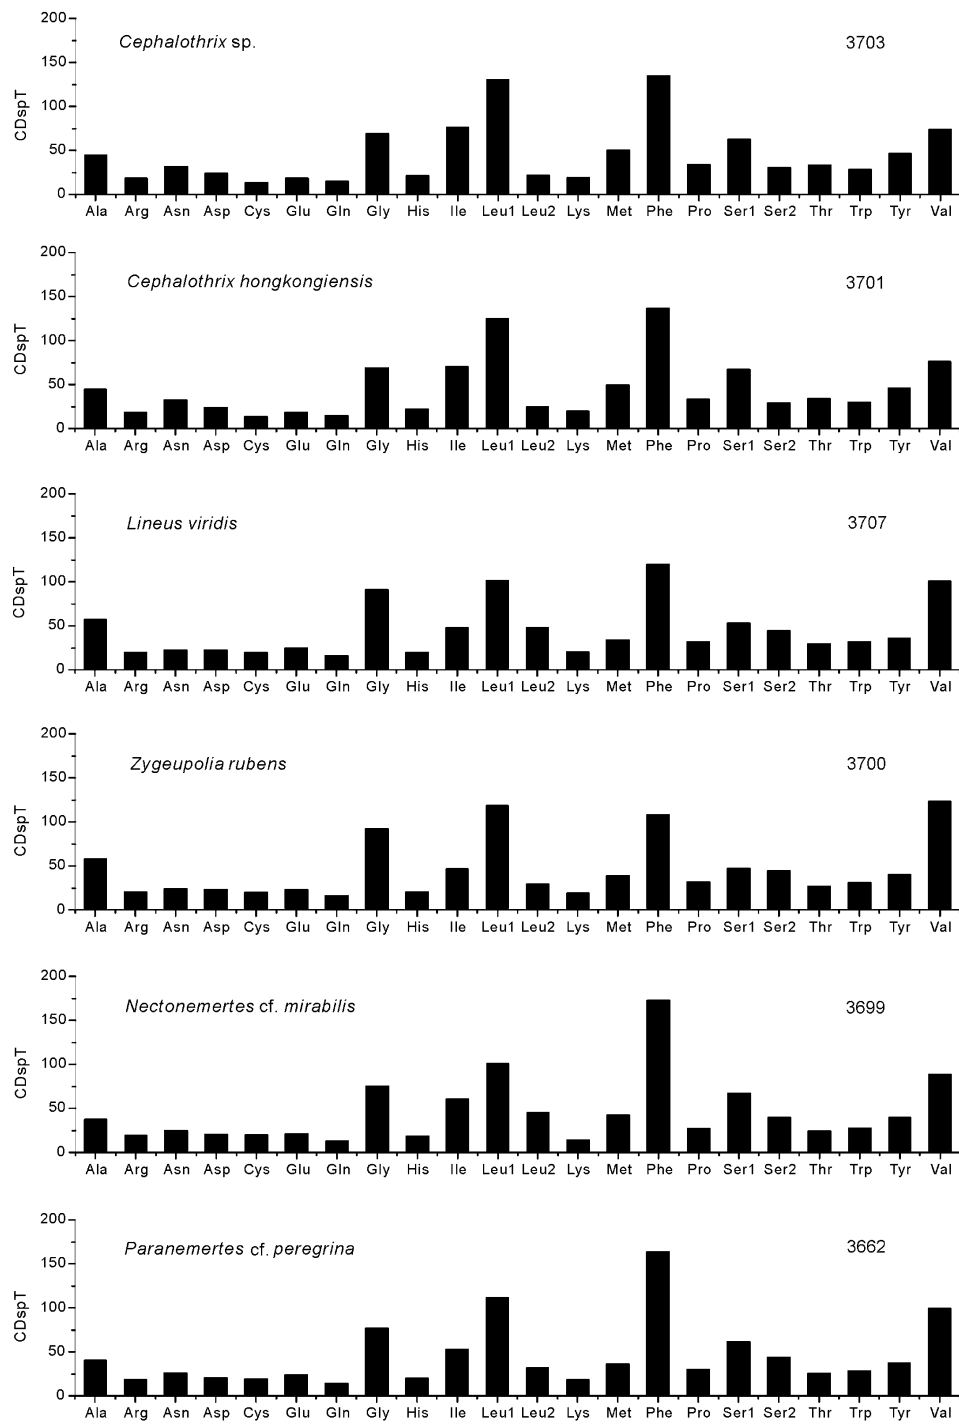 200
Cephalothrix sp. 3703
150
100
CDspT
50
0
Ala Arg Asn Asp Cys Glu Gln Gly His Ile Leu1 Leu2 Lys Met Phe Pro Ser1 Ser2 Thr Trp Tyr Val
200
Cephalothrix hongkongiensis 3701
150
100
CDspT
50
0
Ala Arg Asn Asp Cys Glu Gln Gly His Ile Leu1 Leu2 Lys Met Phe Pro Ser1 Ser2 Thr Trp Tyr Val
200
Lineus viridis 3707
150
100
CDspT
50
0
Ala Arg Asn Asp Cys Glu Gln Gly His Ile Leu1 Leu2 Lys Met Phe Pro Ser1 Ser2 Thr Trp Tyr Val
200
Zygeupolia rubens 3700
150
100
CDspT
50
0
Ala Arg Asn Asp Cys Glu Gln Gly His Ile Leu1 Leu2 Lys Met Phe Pro Ser1 Ser2 Thr Trp Tyr Val
200
Nectonemertes cf. mirabilis 3699
150
100
CDspT
50
0
Ala Arg Asn Asp Cys Glu Gln Gly His Ile Leu1 Leu2 Lys Met Phe Pro Ser1 Ser2 Thr Trp Tyr Val
200
Paranemertes cf. peregrina 3662
150
100
CDspT
50
0
Ala Arg Asn Asp Cys Glu Gln Gly His Ile Leu1 Leu2 Lys Met Phe Pro Ser1 Ser2 Thr Trp Tyr Val